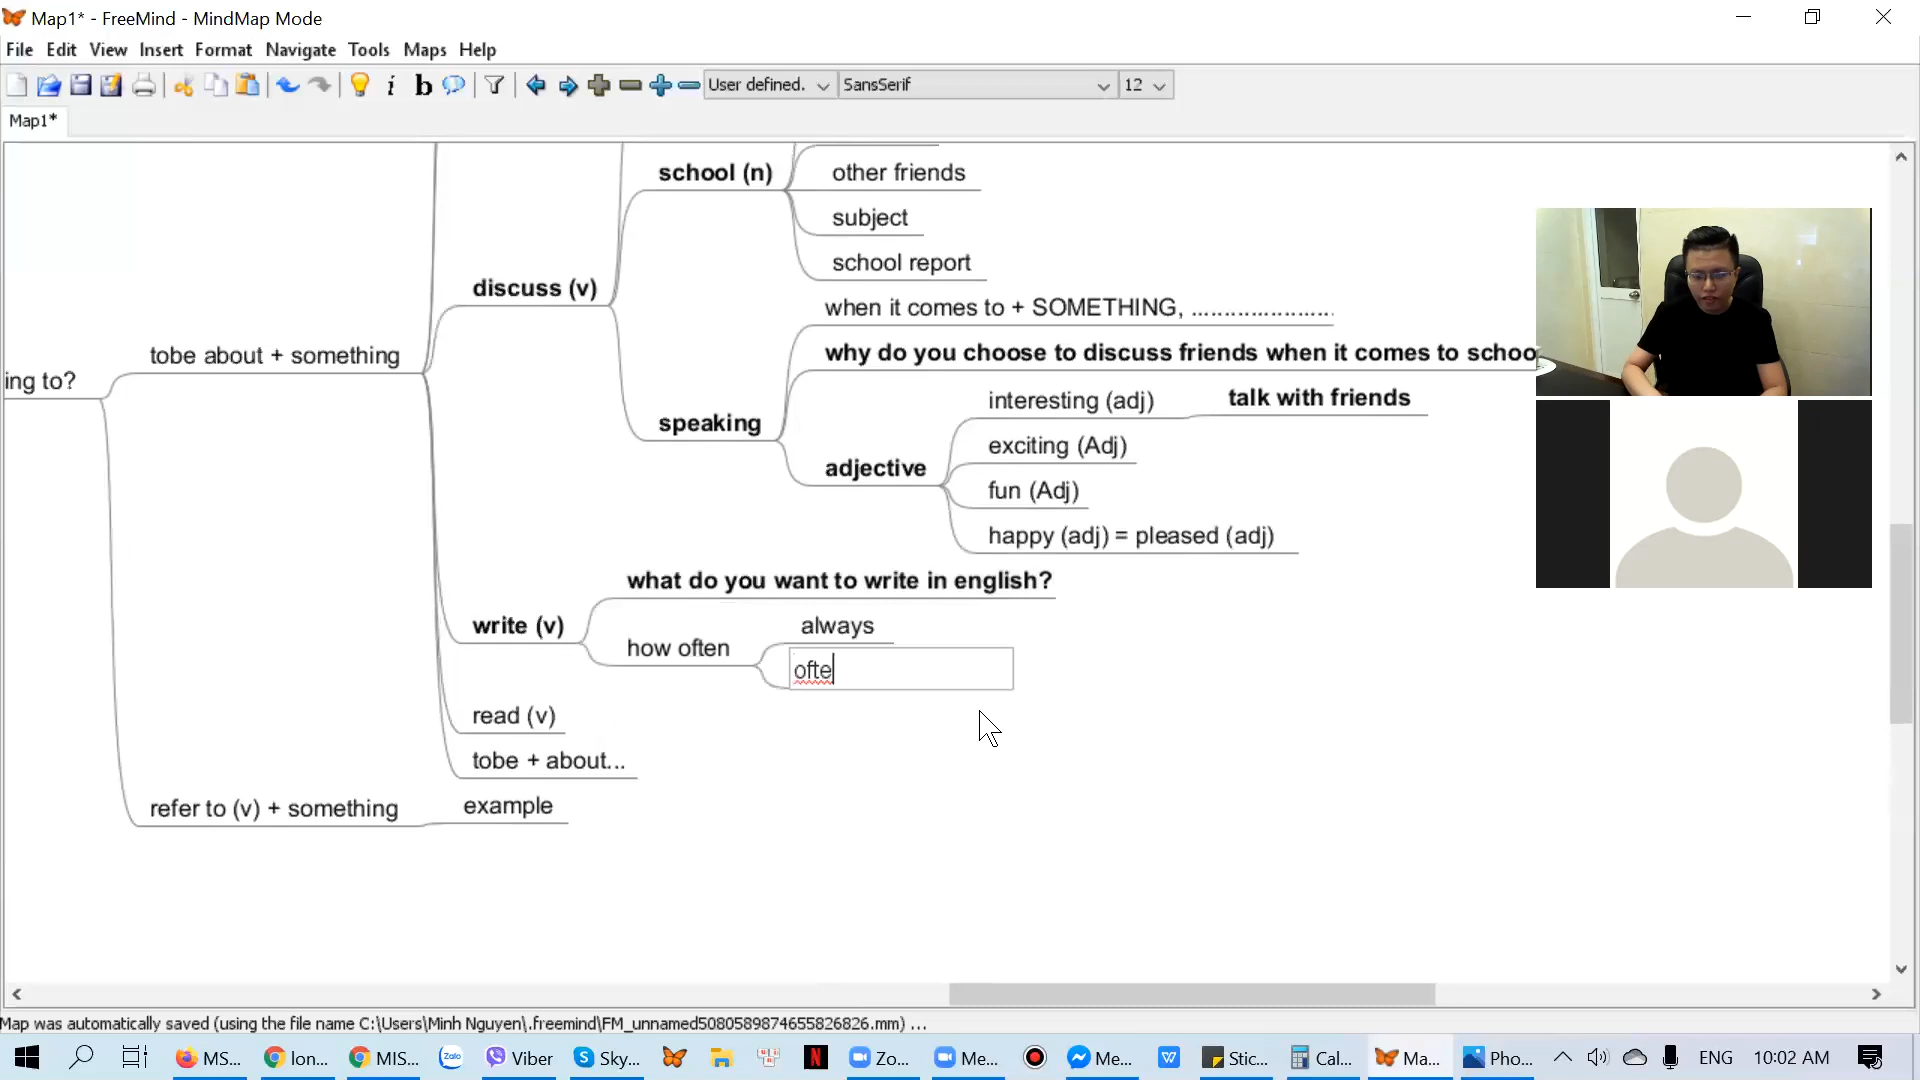 Map1* - FreeMind - MindMap Mode
File Edit View Insert Format Navigate Tools Maps Help
User defined. SansSerif 12
Map1*
school (n)
other friends
subject
school report
discuss (v)
when it comes to + SOMETHING, ......................
why do you choose to discuss friends when it comes to schoo
tobe about + something
ing to?
interesting (adj)
talk with friends
speaking
exciting (Adj)
adjective
fun (Adj)
happy (adj) = pleased (adj)
what do you want to write in english?
write (v)
always
how often
ofte
read (v)
tobe + about...
refer to (v) + something
example
Map was automatically saved (using the file name C:\Users\Minh Nguyen\.freemind\FM_unnamed5080589874655826826.mm) ...
MS... lon... MIS... Zalo Viber Sky... N Zo... Me... Me... W Stic... Cal... Ma... Pho... ENG 10:02 AM